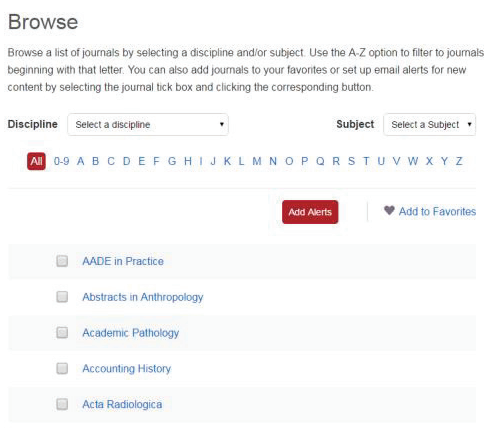 Browse
Browse a list of journals by selecting a discipline and/or subject. Use the A-Z option to filter to journals
beginning with that letter. You can also add journals to your favorites or set up email alerts for new
content by selecting the journal tick box and clicking the corresponding button.
Discipline Select a discipline Subject Select a Subject
All 0-9 A B C D E F G H I J K L M N O P Q R S T U V W X Y Z
Add Alerts Add to Favorites
AADE in Practice
Abstracts in Anthropology
Academic Pathology
Accounting History
Acta Radiologica